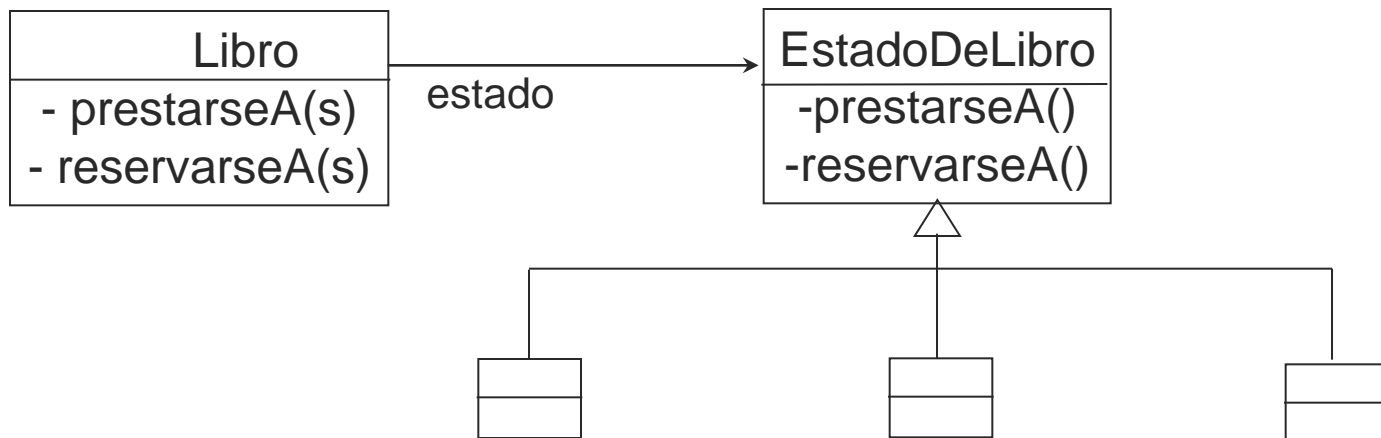 Libro
- prestarseA(s)
- reservarseA(s)
estado
EstadoDeLibro
-prestarseA()
-reservarseA()